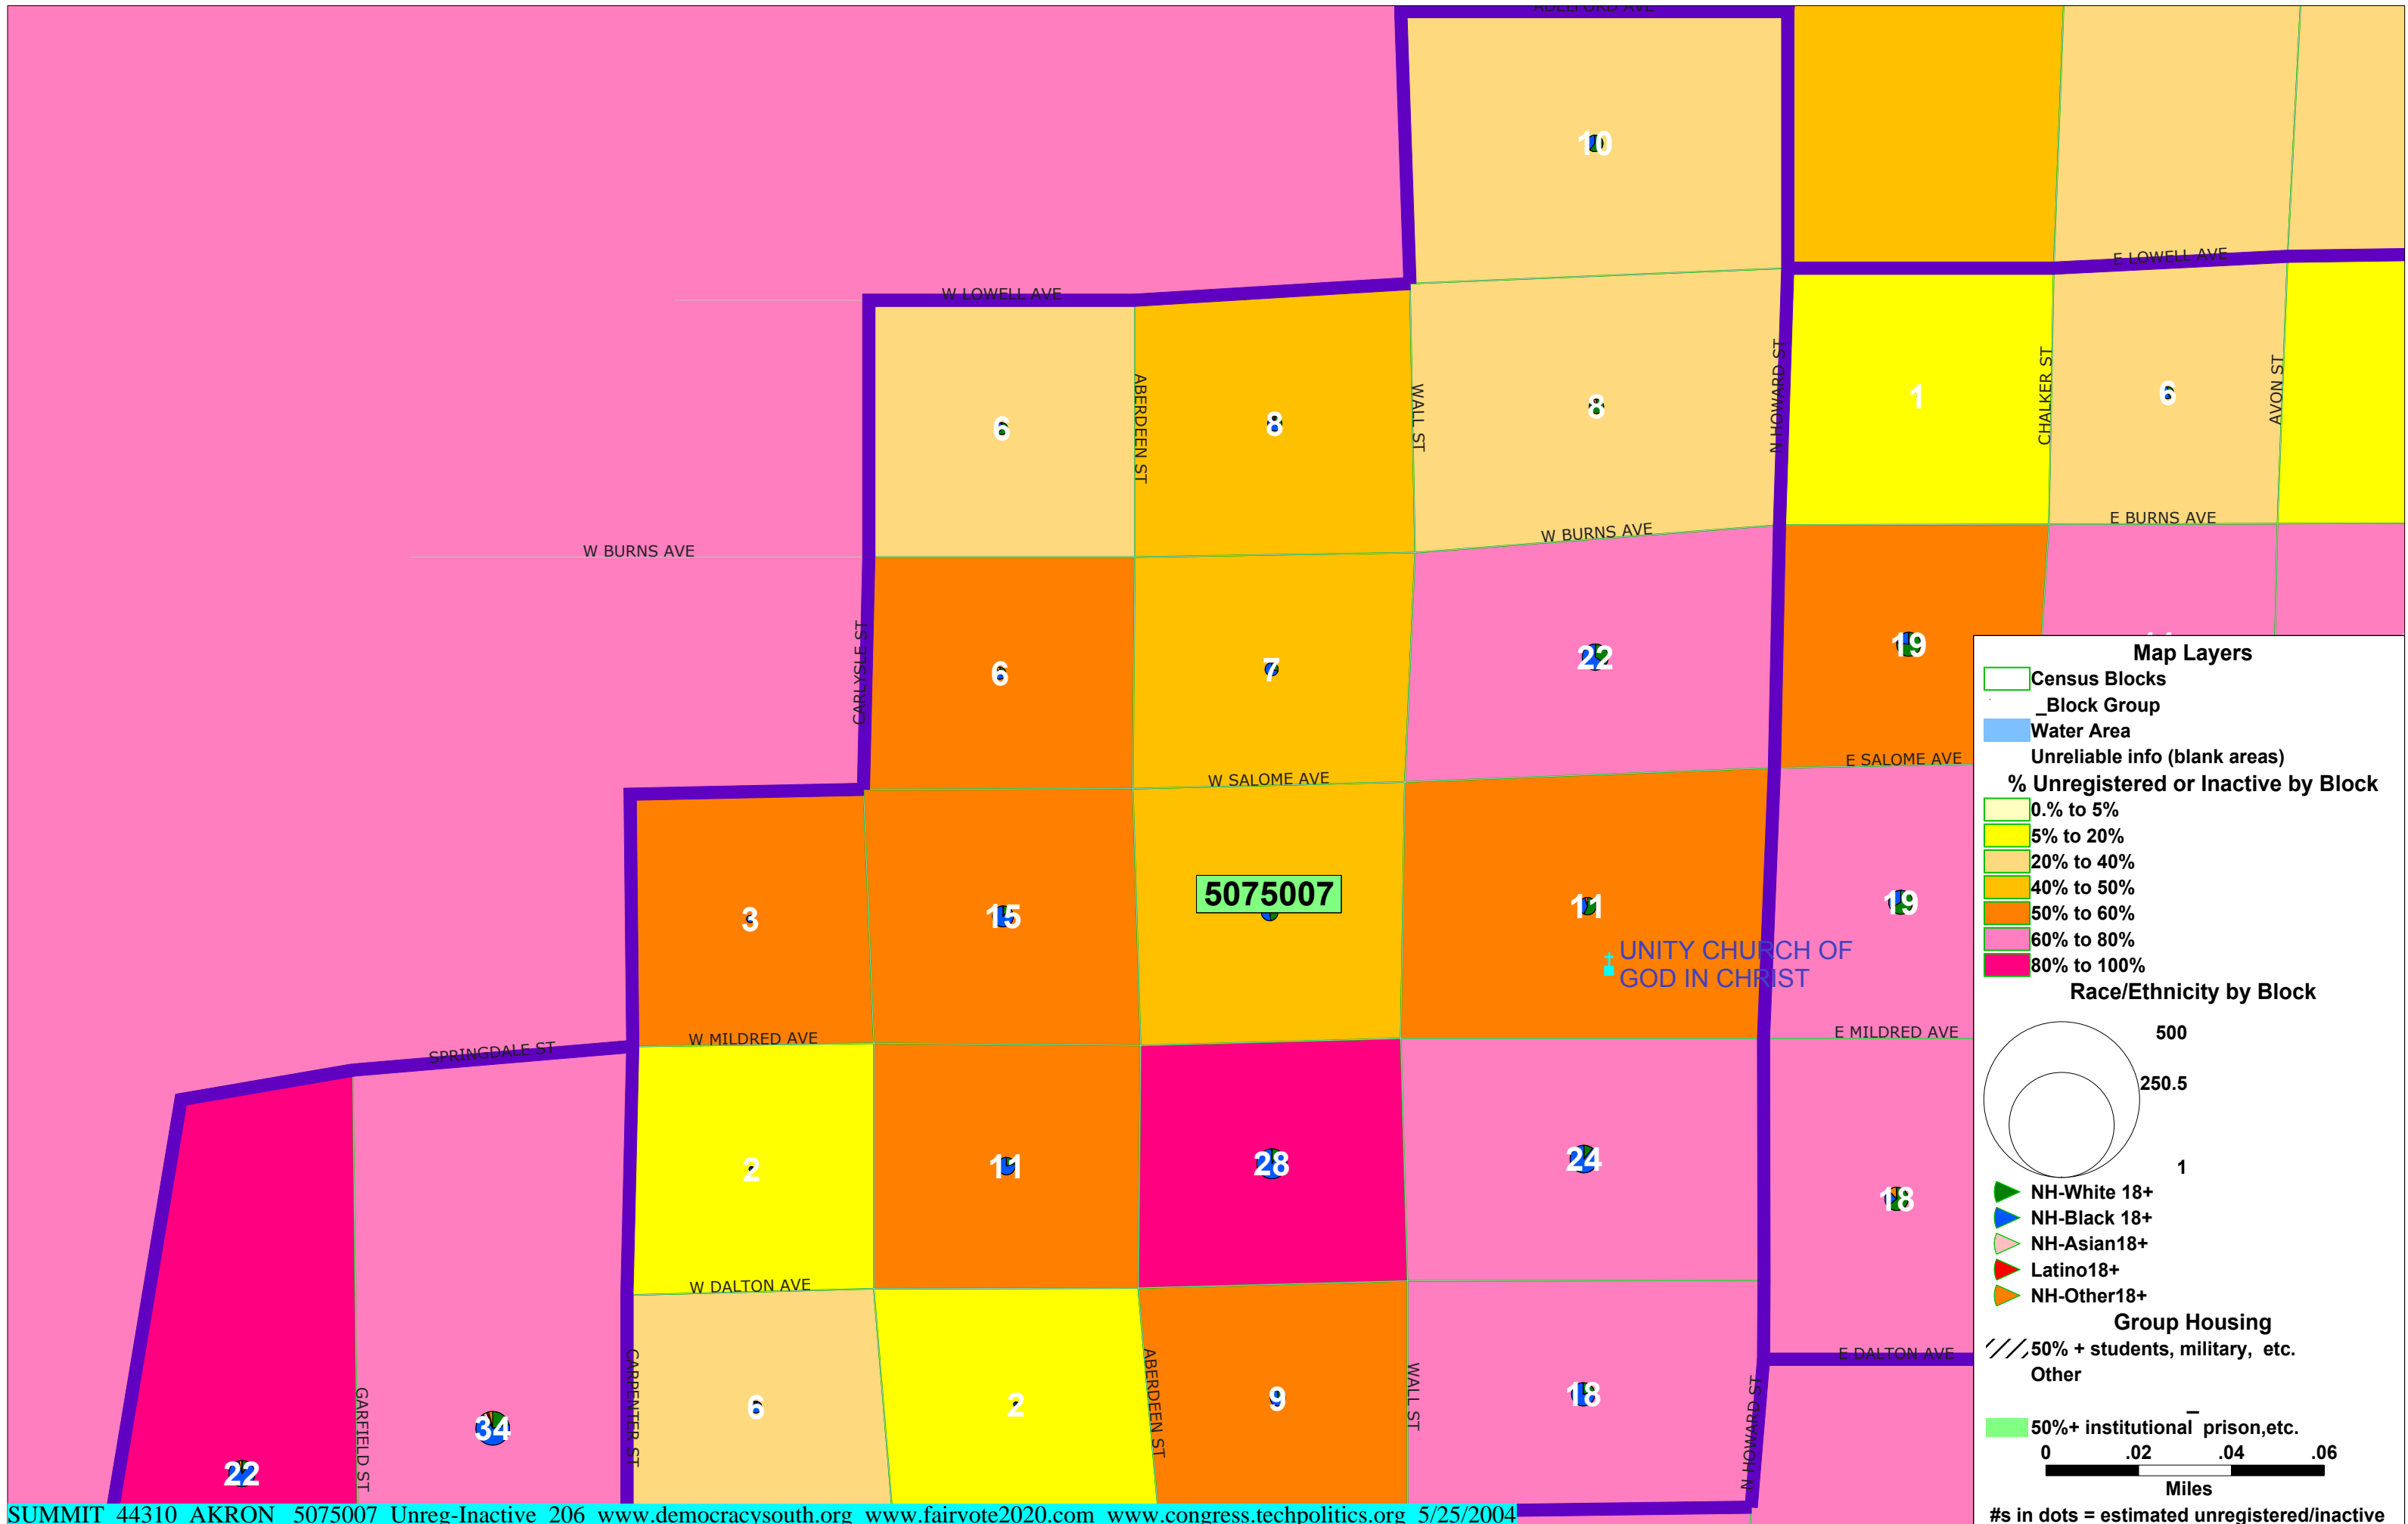 ADELFORD AVE
10
E LOWELL AVE
W LOWELL AVE
ABERDEEN ST
WALL ST
N HOWARD ST
CHALKER ST
AVON ST
6
8
8
1
6
W BURNS AVE
W BURNS AVE
E BURNS AVE
CARLYSLE ST
6
7
22
19
W SALOME AVE
E SALOME AVE
3
15
5075007
11
19
UNITY CHURCH OF
GOD IN CHRIST
SPRINGDALE ST
W MILDRED AVE
E MILDRED AVE
2
11
28
24
18
W DALTON AVE
E DALTON AVE
GARFIELD ST
CARPENTER ST
ABERDEEN ST
WALL ST
N HOWARD ST
22
34
6
2
9
18
Map Layers
Census Blocks
_Block Group
Water Area
Unreliable info (blank areas)
% Unregistered or Inactive by Block
0.% to 5%
5% to 20%
20% to 40%
40% to 50%
50% to 60%
60% to 80%
80% to 100%
Race/Ethnicity by Block
500
250.5
1
NH-White 18+
NH-Black 18+
NH-Asian18+
Latino18+
NH-Other18+
Group Housing
50% + students, military, etc.
Other
_
50%+ institutional_prison,etc.
0 .02 .04 .06
Miles
#s in dots = estimated unregistered/inactive
SUMMIT 44310 AKRON 5075007 Unreg-Inactive 206 www.democracysouth.org www.fairvote2020.com www.congress.techpolitics.org 5/25/2004